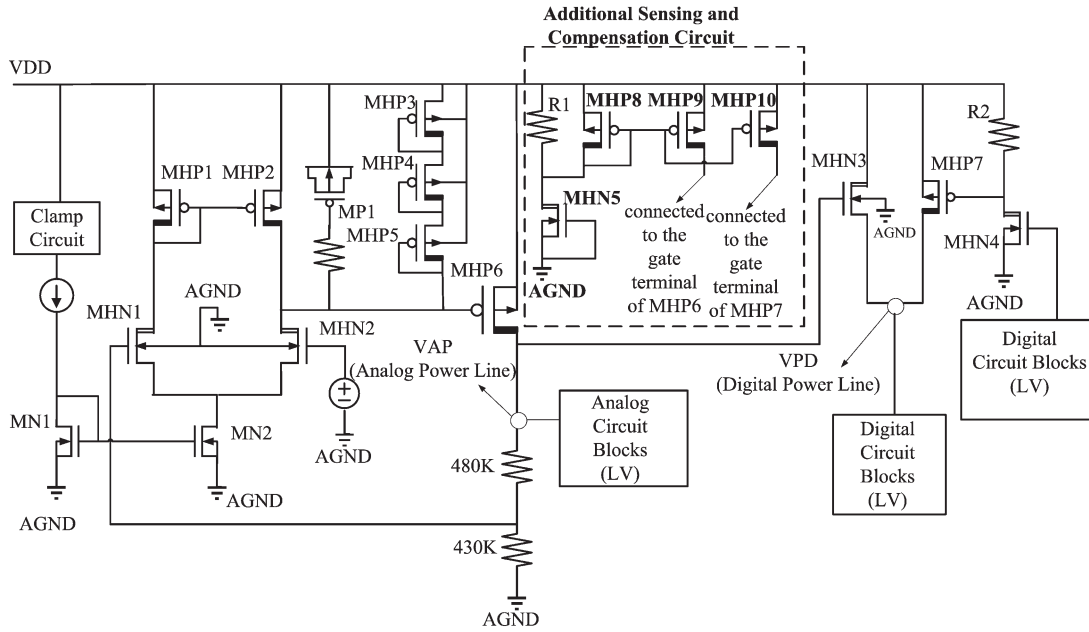 Additional Sensing and
Compensation Circuit
VDD
MHP3
R1
MHP8
MHP9
MHP10
R2
MHP1
MHP2
MHP4
MHN3
MHP7
Clamp
Circuit
MP1
MHN5
connected
to the
gate
terminal
of MHP6
connected
to the
gate
terminal
of MHP7
AGND
MHN4
MHP5
MHP6
AGND
AGND
MHN1
AGND
MHN2
VAP
(Analog Power Line)
VPD
(Digital Power Line)
Digital
Circuit Blocks
(LV)
MN1
MN2
AGND
Analog
Circuit
Blocks
(LV)
Digital
Circuit
Blocks
(LV)
480K
AGND
AGND
430K
AGND